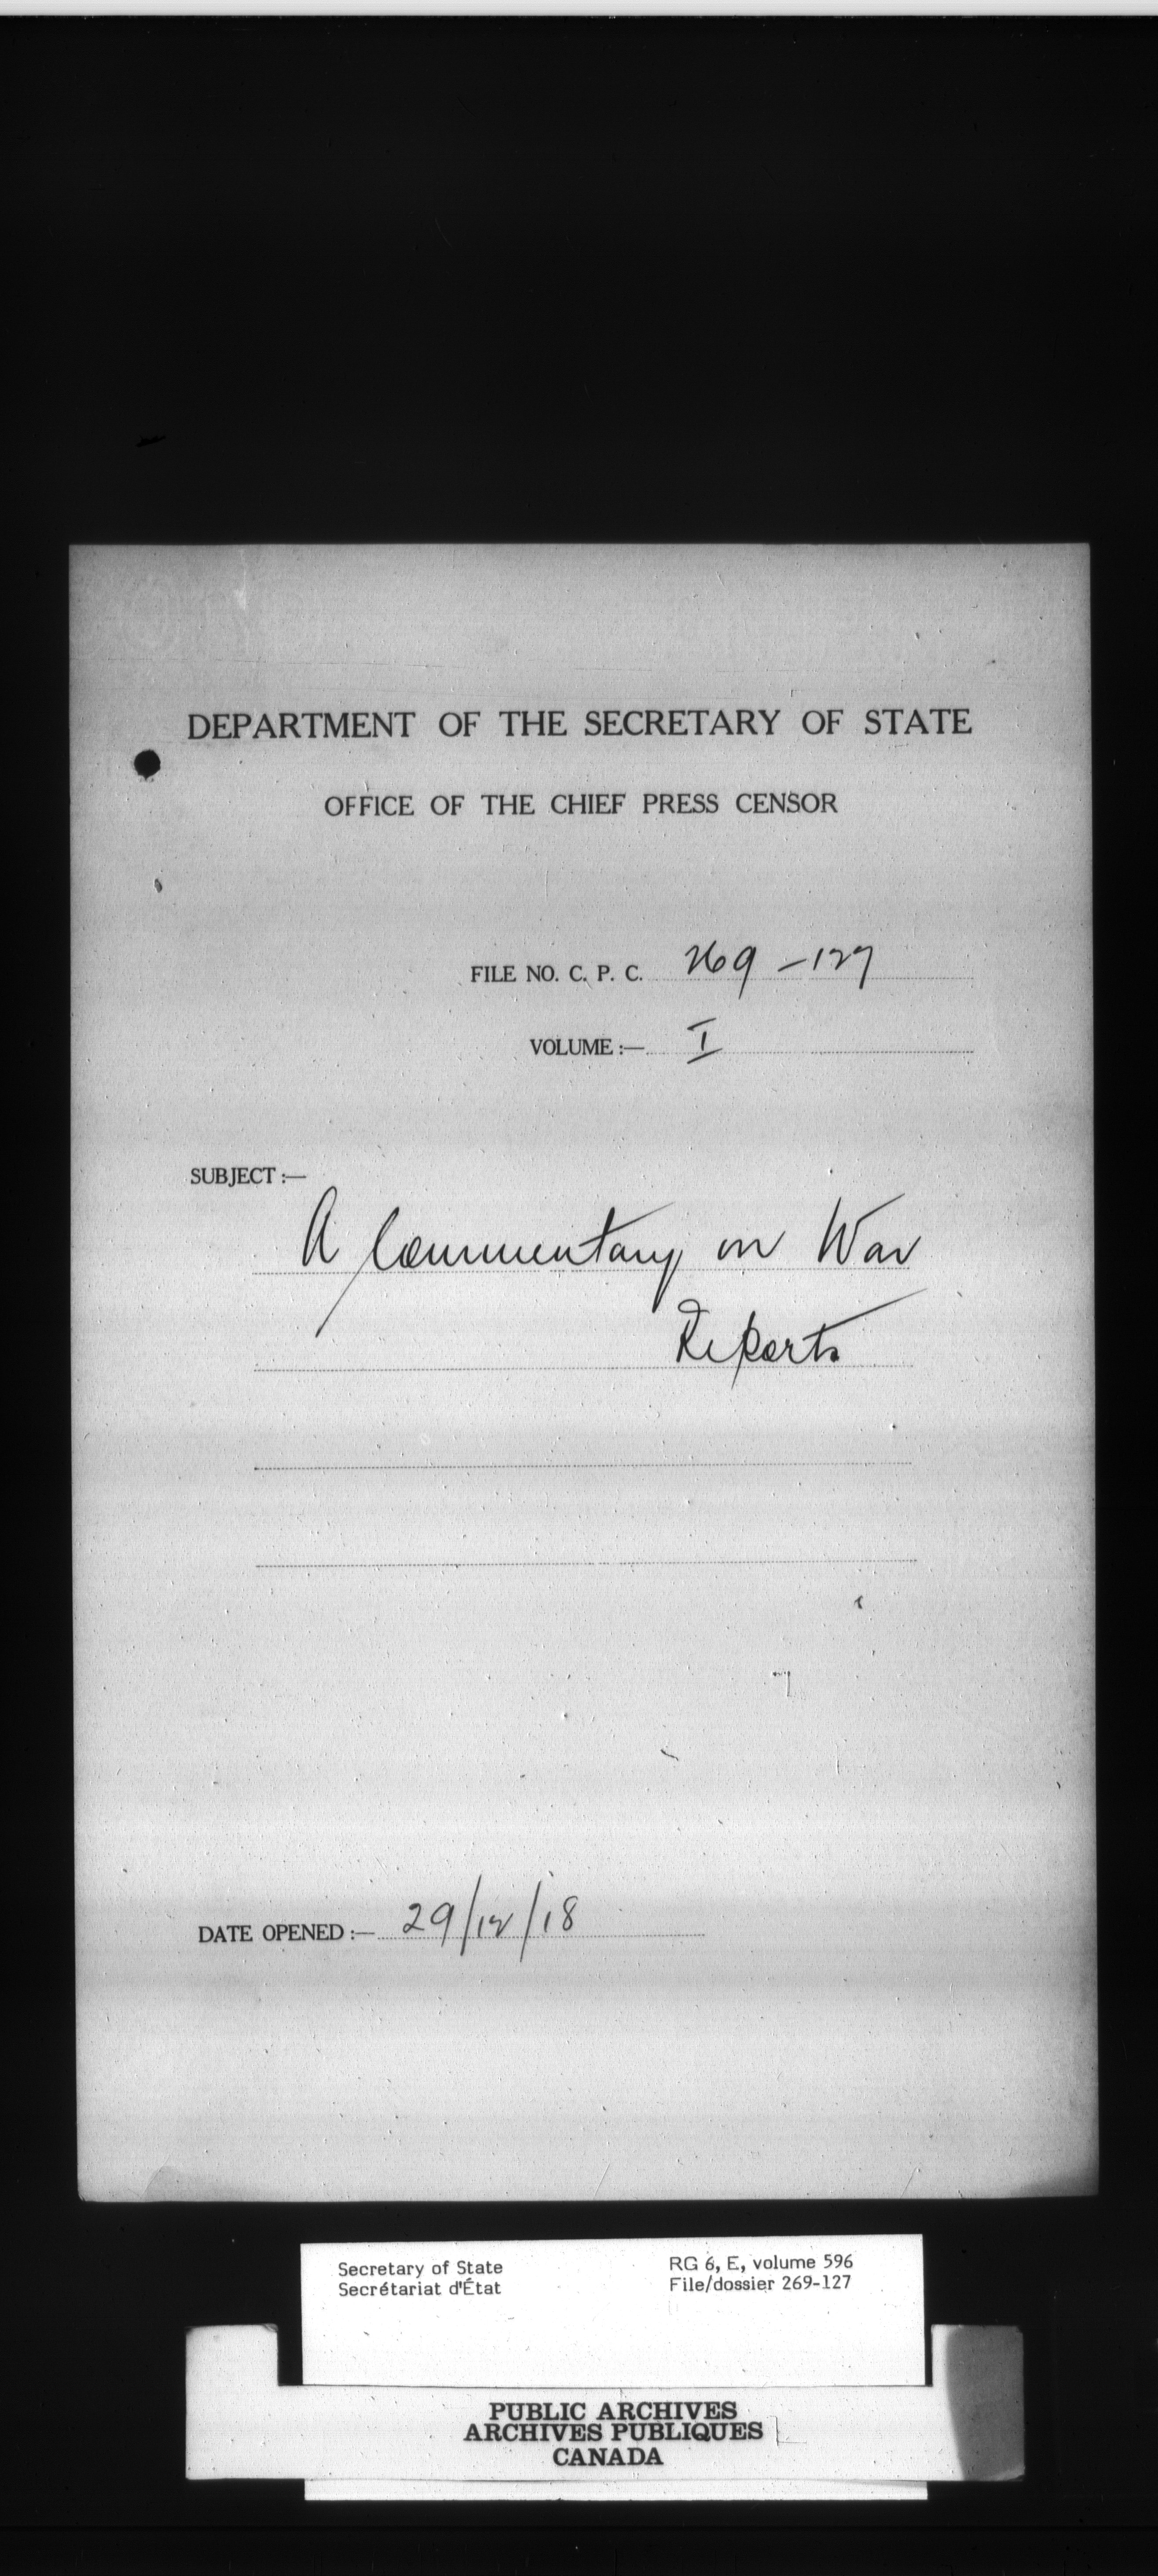 DEPARTMENT OF THE SECRETARY OF STATE
OFFICE OF THE CHIEF PRESS CENSOR
FILE NO. C. P. C. 269-127
VOLUME :— I
SUBJECT :—
A Commentary on War
Reports
DATE OPENED :— 29/12/18
Secretary of State RG 6, E, volume 596
Secrétariat d'État File/dossier 269-127
PUBLIC ARCHIVES
ARCHIVES PUBLIQUES
CANADA